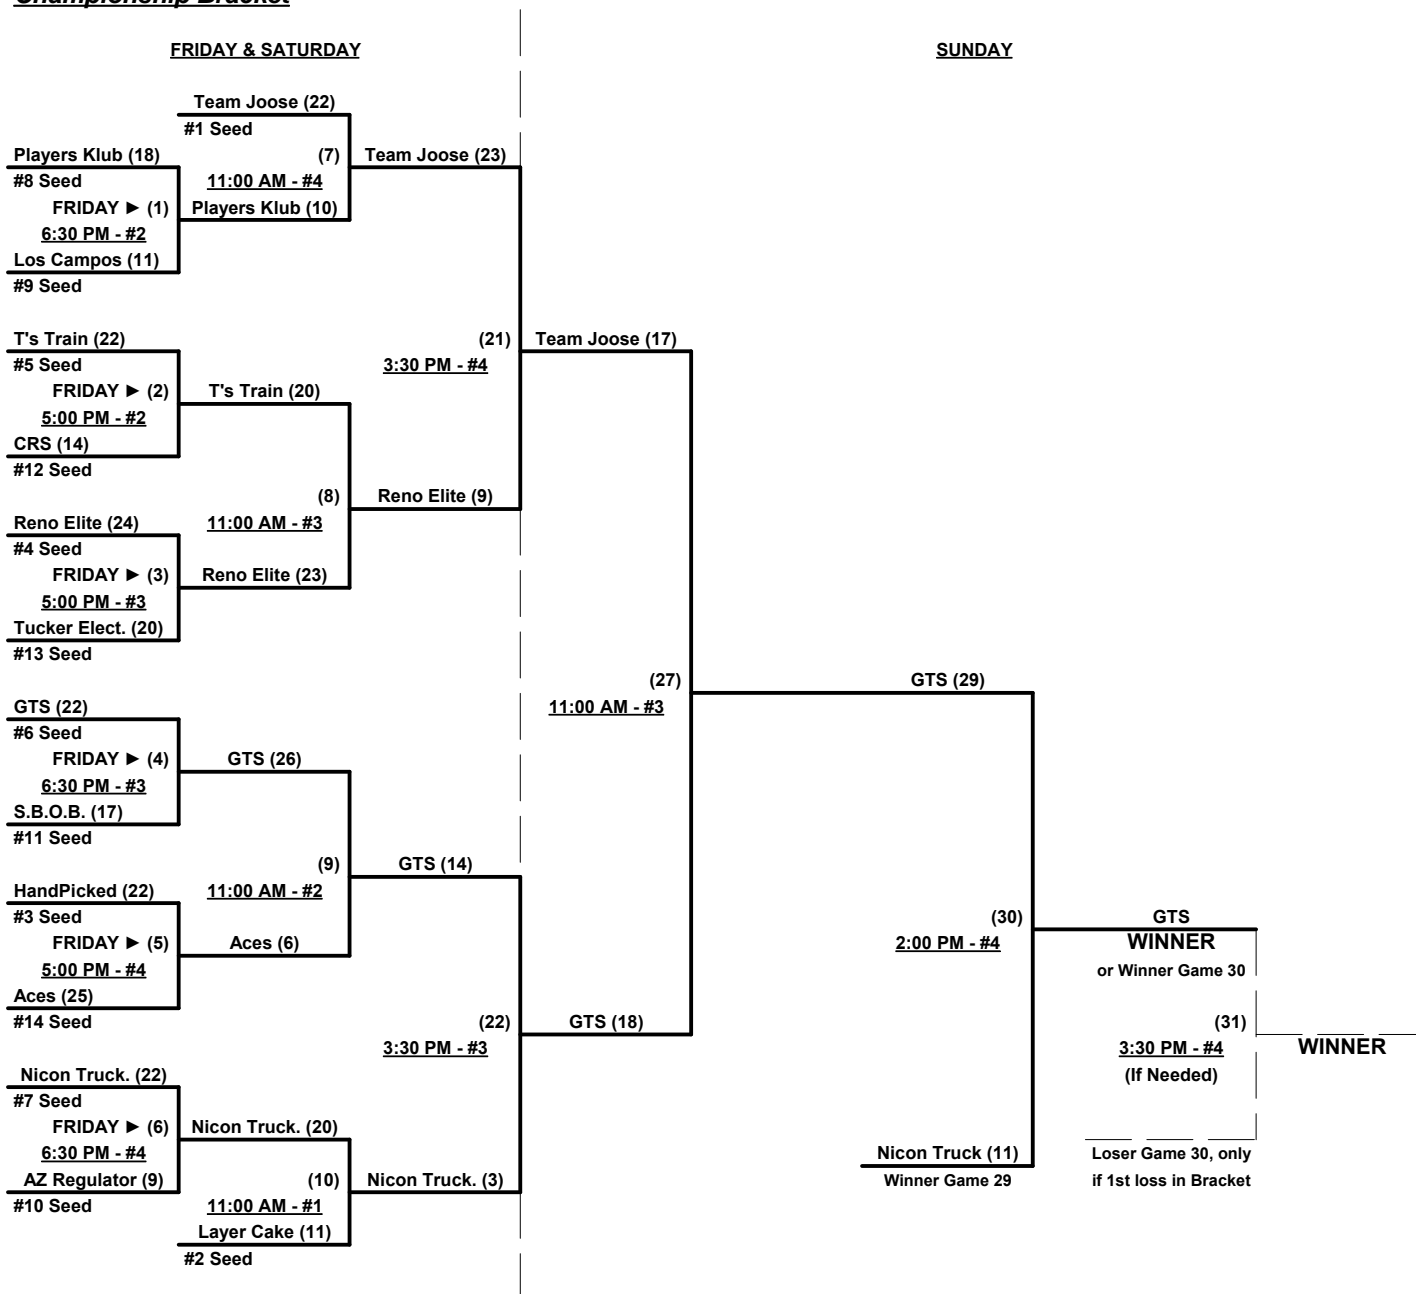 Championship Bracket
FRIDAY & SATURDAY
SUNDAY
Team Joose (22)
#1 Seed
Players Klub (18)
(7)
Team Joose (23)
#8 Seed
11:00 AM - #4
FRIDAY ► (1)
Players Klub (10)
6:30 PM - #2
Los Campos (11)
#9 Seed
T's Train (22)
(21)
Team Joose (17)
#5 Seed
3:30 PM - #4
FRIDAY ► (2)
T's Train (20)
5:00 PM - #2
CRS (14)
#12 Seed
(8)
Reno Elite (9)
Reno Elite (24)
11:00 AM - #3
#4 Seed
FRIDAY ► (3)
Reno Elite (23)
5:00 PM - #3
Tucker Elect. (20)
#13 Seed
(27)
GTS (29)
GTS (22)
11:00 AM - #3
#6 Seed
FRIDAY ► (4)
GTS (26)
6:30 PM - #3
S.B.O.B. (17)
#11 Seed
(9)
GTS (14)
HandPicked (22)
11:00 AM - #2
#3 Seed
(30)
GTS
FRIDAY ► (5)
Aces (6)
2:00 PM - #4
WINNER
5:00 PM - #4
or Winner Game 30
Aces (25)
#14 Seed
(22)
GTS (18)
(31)
3:30 PM - #3
3:30 PM - #4
WINNER
Nicon Truck. (22)
(If Needed)
#7 Seed
FRIDAY ► (6)
Nicon Truck. (20)
6:30 PM - #4
Nicon Truck (11)
Loser Game 30, only
AZ Regulator (9)
(10)
Nicon Truck. (3)
Winner Game 29
if 1st loss in Bracket
#10 Seed
11:00 AM - #1
Layer Cake (11)
#2 Seed